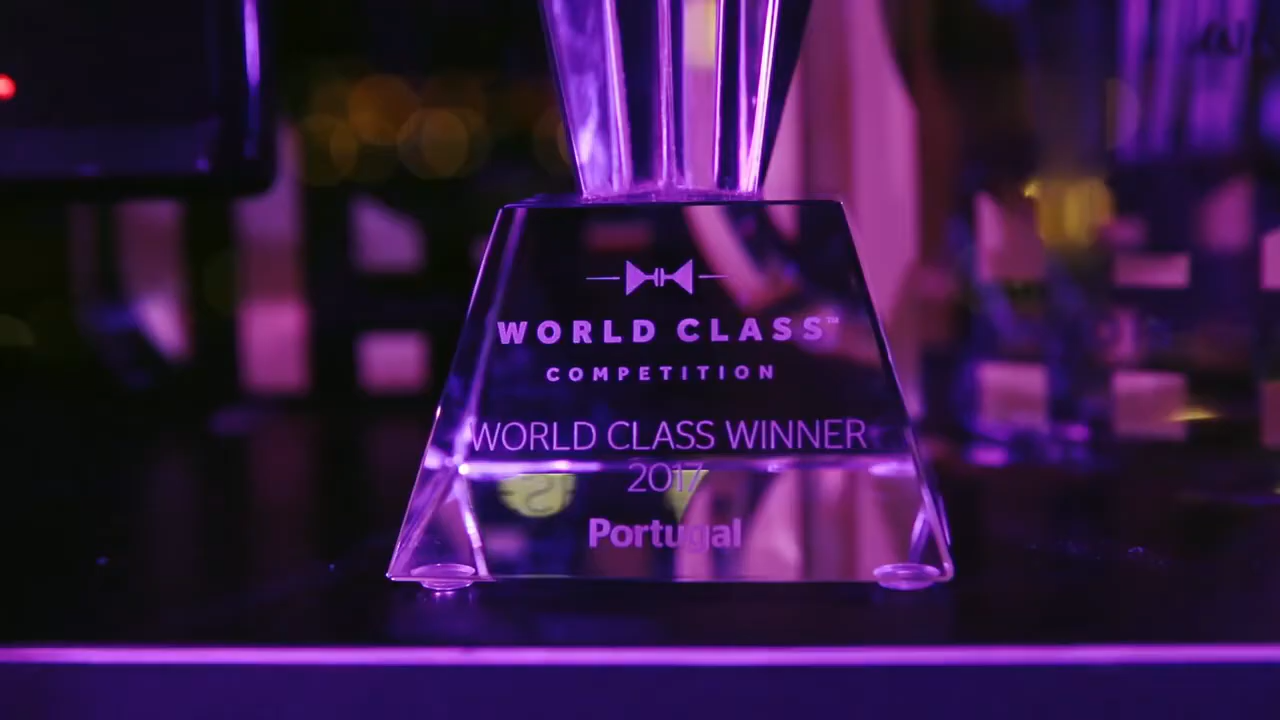 WORLD CLASS™
COMPETITION
WORLD CLASS WINNER
2017
Portugal